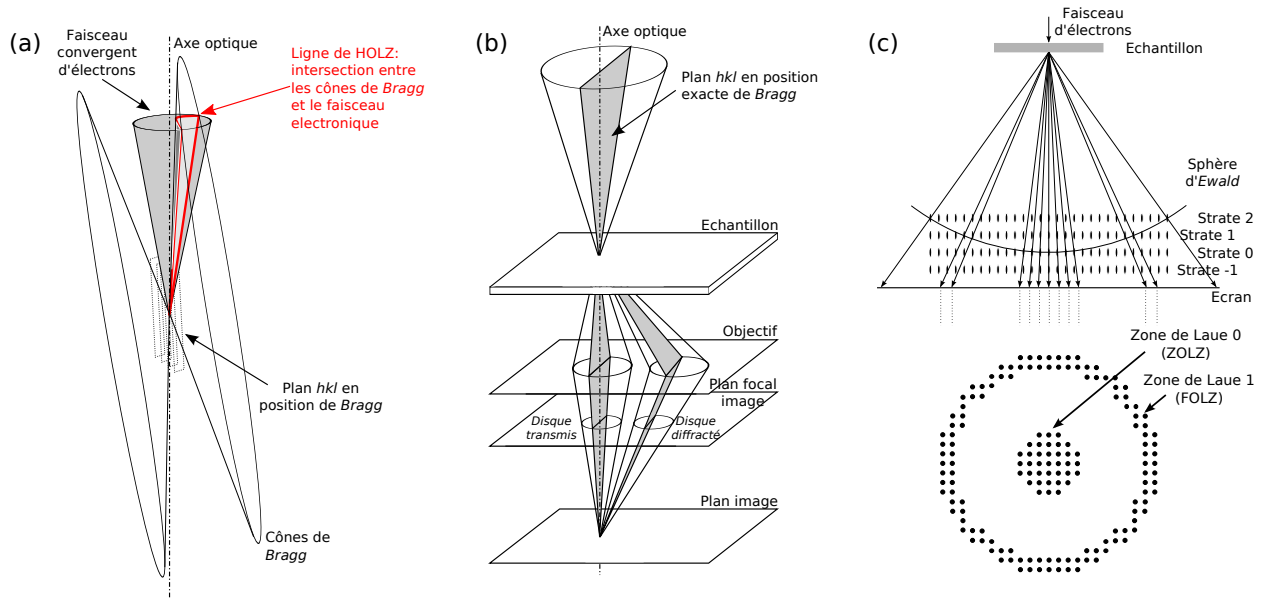 (a)
Faisceau
convergent
d'électrons
Axe optique
Ligne de HOLZ:
intersection entre
les cônes de Bragg
et le faisceau
electronique
Plan hkl en
position de Bragg
Cônes de
Bragg
(b)
Axe optique
Plan hkl en position
exacte de Bragg
Echantillon
Objectif
Plan focal
image
Disque
transmis
Disque
diffracté
Plan image
(c)
Faisceau
d'électrons
Echantillon
Sphère
d'Ewald
Strate 2
Strate 1
Strate 0
Strate -1
Ecran
Zone de Laue 0
(ZOLZ)
Zone de Laue 1
(FOLZ)